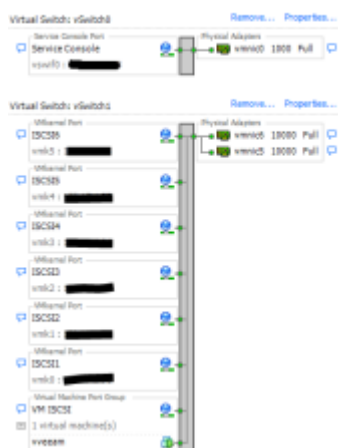 Virtual Switch: vSwitch0 Remove... Properties...
Service Console Port Physical Adapters
Service Console vmnic0 1000 Full
vswif0 :
Virtual Switch: vSwitch1 Remove... Properties...
VMkernel Port Physical Adapters
ISCSI6 vmnic6 10000 Full
vmk5 : vmnic5 10000 Full
VMkernel Port
ISCSI5
vmk4 :
VMkernel Port
ISCSI4
vmk3 :
VMkernel Port
ISCSI3
vmk2 :
VMkernel Port
ISCSI2
vmk1 :
VMkernel Port
ISCSI1
vmk0 :
Virtual Machine Port Group
VM ISCSI
1 virtual machine(s)
vveeam